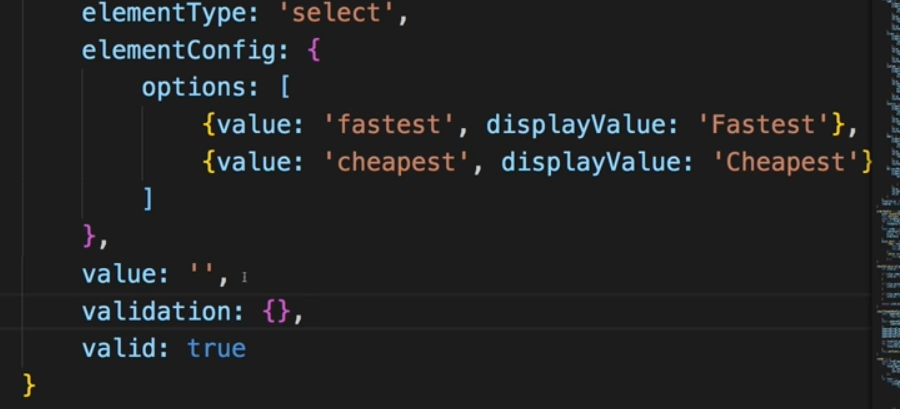 elementType: 'select',
elementConfig: {
options: [
{value: 'fastest', displayValue: 'Fastest'},
{value: 'cheapest', displayValue: 'Cheapest'}
]
},
value: '',
validation: {},
valid: true
}